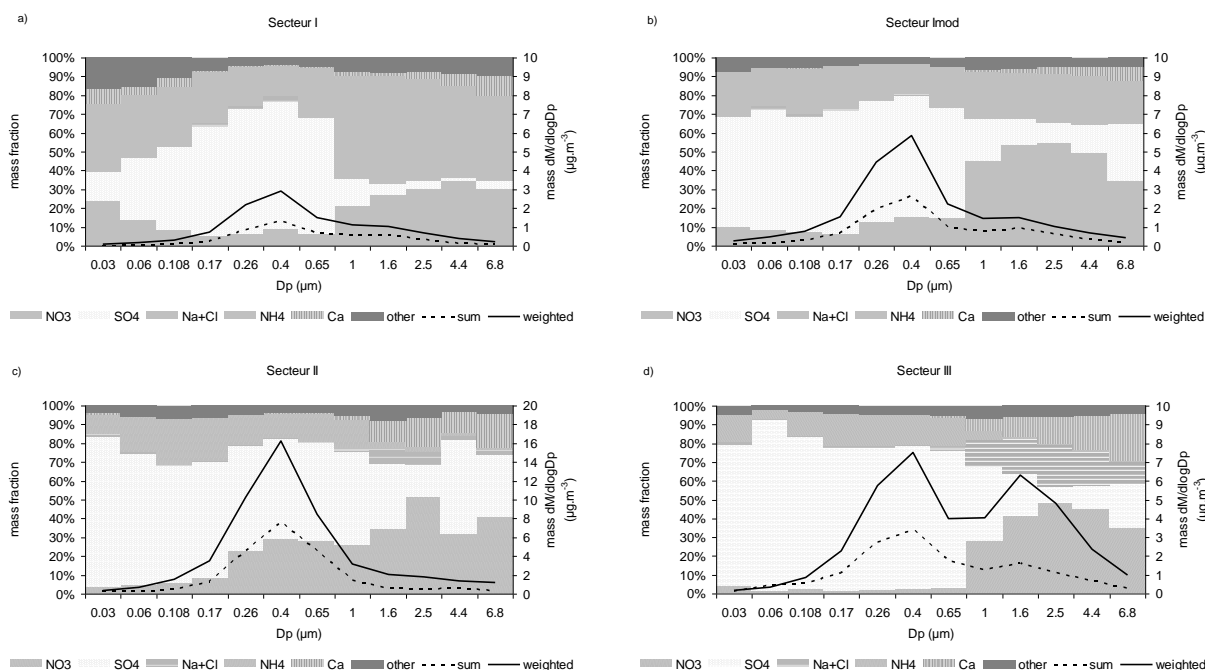 a)
Secteur I
mass fraction
100%
90%
80%
70%
60%
50%
40%
30%
20%
10%
0%
10
9
8
7
6
5
4
3
2
1
0
mass dM/dlogDp
(µg.m-3)
0.03 0.06 0.108 0.17 0.26 0.4 0.65 1 1.6 2.5 4.4 6.8
Dp (µm)
NO3 SO4 Na+Cl NH4 Ca other sum weighted
b)
Secteur Imod
mass fraction
100%
90%
80%
70%
60%
50%
40%
30%
20%
10%
0%
10
9
8
7
6
5
4
3
2
1
0
mass dM/dlogDp
(µg.m-3)
0.03 0.06 0.108 0.17 0.26 0.4 0.65 1 1.6 2.5 4.4 6.8
Dp (µm)
NO3 SO4 Na+Cl NH4 Ca other sum weighted
c)
Secteur II
mass fraction
100%
90%
80%
70%
60%
50%
40%
30%
20%
10%
0%
20
18
16
14
12
10
8
6
4
2
0
mass dM/dlogDp
(µg.m-3)
0.03 0.06 0.108 0.17 0.26 0.4 0.65 1 1.6 2.5 4.4 6.8
Dp (µm)
NO3 SO4 Na+Cl NH4 Ca other sum weighted
d)
Secteur III
mass fraction
100%
90%
80%
70%
60%
50%
40%
30%
20%
10%
0%
10
9
8
7
6
5
4
3
2
1
0
mass dM/dlogDp
(µg.m-3)
0.03 0.06 0.108 0.17 0.26 0.4 0.65 1 1.6 2.5 4.4 6.8
Dp (µm)
NO3 SO4 Na+Cl NH4 Ca other sum weighted